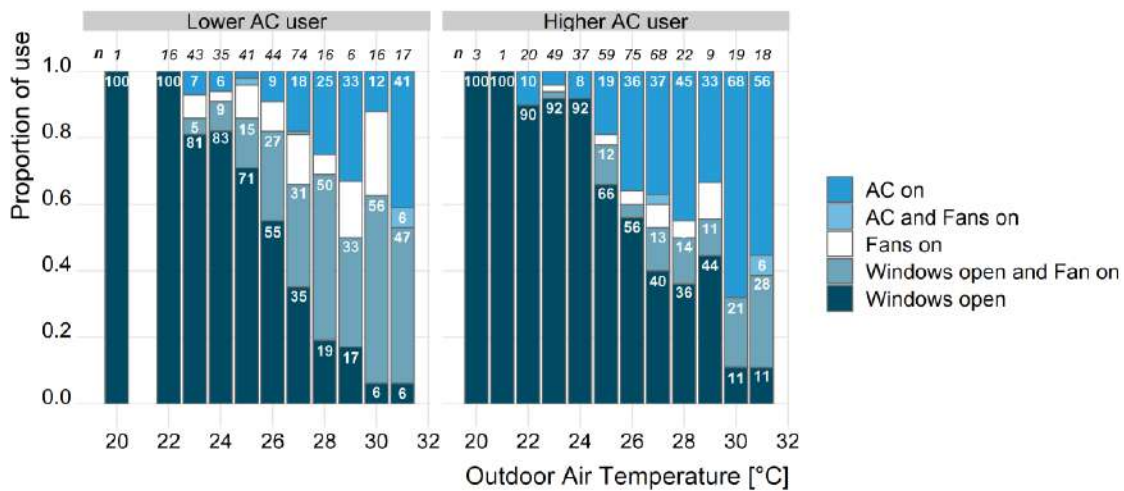 Lower AC user Higher AC user
n 1 16 43 35 41 9 74 16 6 16 17 n 3 1 20 49 37 59 75 68 22 9 19 18
Proportion of use
1.0
0.8
0.6
0.4
0.2
0.0
100 100 7 6 9 18 25 33 12 41
5 9 15 27 31 50 33 56 6 47
81 83 71 55 35 19 17 6 6
100 100 10 8 19 36 37 45 33 68 56
90 92 92 12 13 14 11 21 6 28
66 56 40 36 44 11 11
AC on
AC and Fans on
Fans on
Windows open and Fan on
Windows open
20 22 24 26 28 30 32 20 22 24 26 28 30 32
Outdoor Air Temperature [°C]